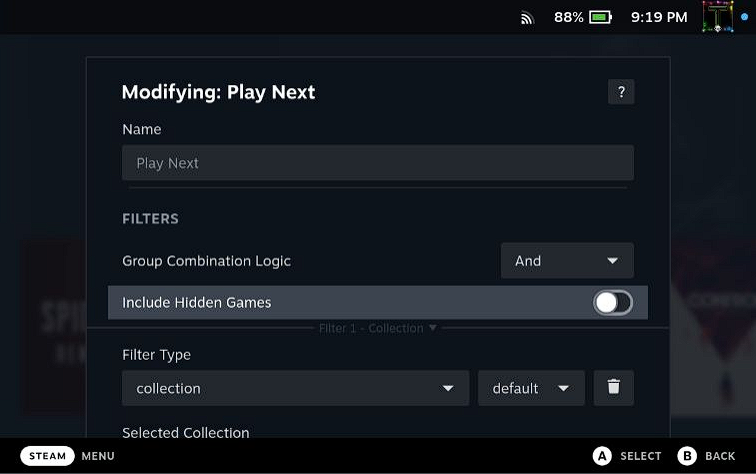 88% 9:19 PM
Modifying: Play Next ?
Name
Play Next
FILTERS
Group Combination Logic And
Include Hidden Games
Filter 1 - Collection
Filter Type
collection default
Selected Collection
STEAM MENU A SELECT B BACK